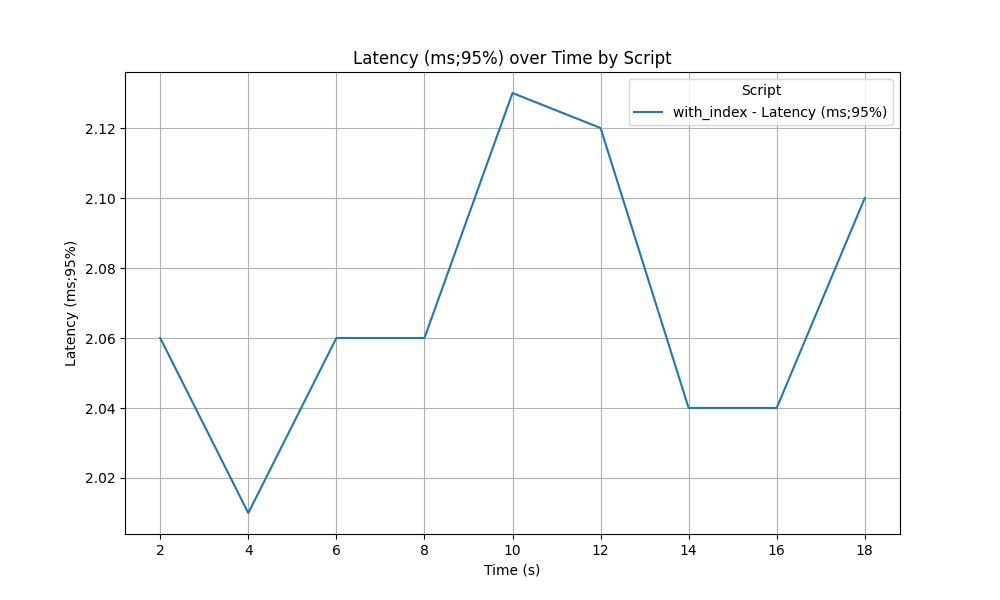 Latency (ms;95%) over Time by Script
Script
with_index - Latency (ms;95%)
Latency (ms;95%)
2.12
2.10
2.08
2.06
2.04
2.02
2 4 6 8 10 12 14 16 18
Time (s)